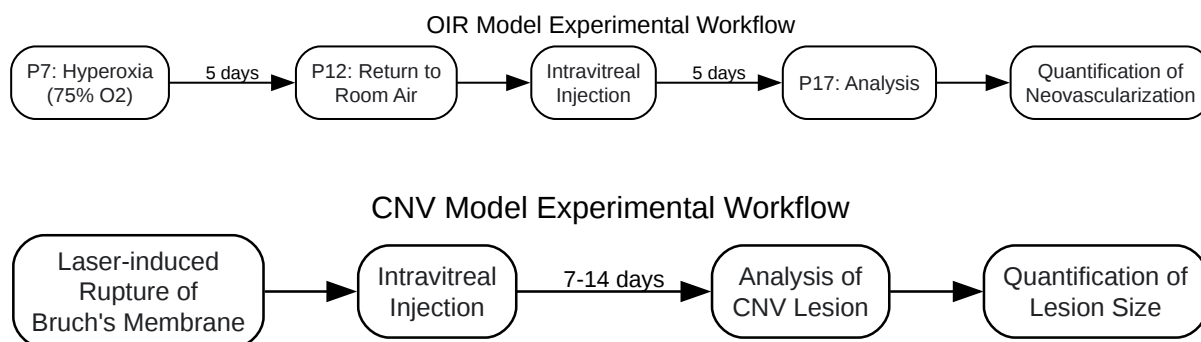 OIR Model Experimental Workflow
P7: Hyperoxia
(75% O2)
5 days
P12: Return to
Room Air
Intravitreal
Injection
5 days
P17: Analysis
Quantification of
Neovascularization
CNV Model Experimental Workflow
Laser-induced
Rupture of
Bruch's Membrane
Intravitreal
Injection
7-14 days
Analysis of
CNV Lesion
Quantification of
Lesion Size